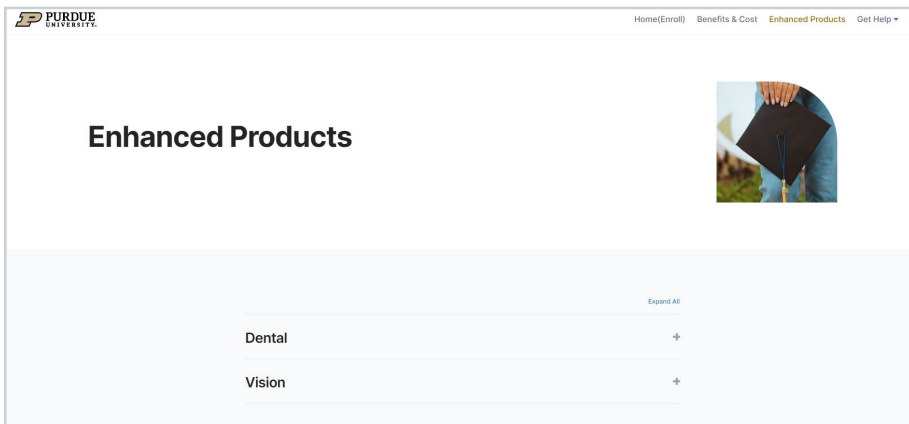 PURDUE
UNIVERSITY.
Home(Enroll) Benefits & Cost Enhanced Products Get Help
Enhanced Products
Expand All
Dental
Vision